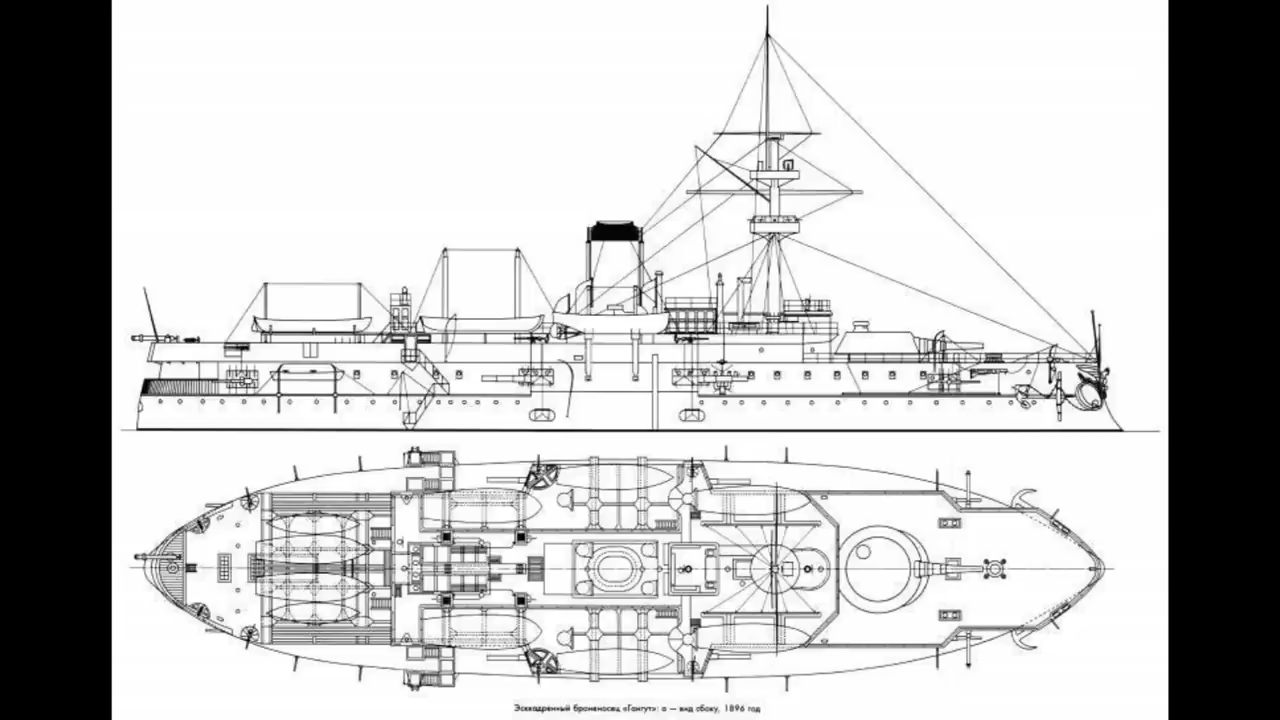 Эскадренный броненосец «Гангут»: а — вид сбоку, 1896 год